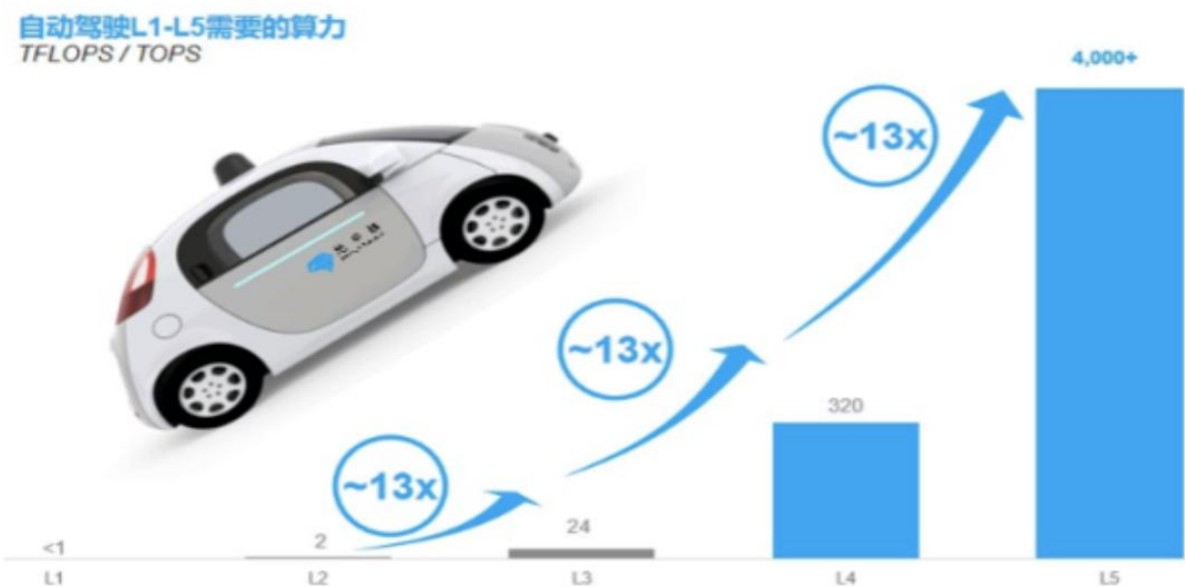 自动驾驶L1-L5需要的算力
TFLOPS / TOPS
4,000+
~13x
~13x
320
~13x
24
2
<1
L1
L2
L3
L4
L5